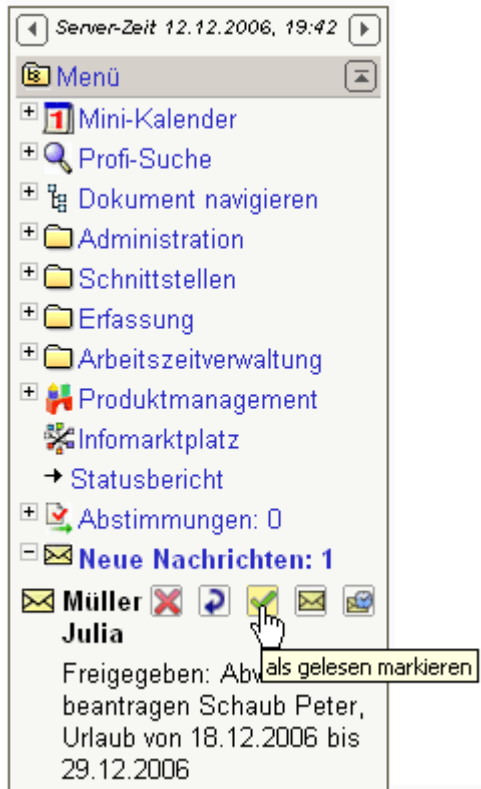 Server-Zeit 12.12.2006, 19:42
Menü
1 Mini-Kalender
Profi-Suche
Dokument navigieren
Administration
Schnittstellen
Erfassung
Arbeitszeitverwaltung
Produktmanagement
Infomarktplatz
Statusbericht
Abstimmungen: 0
Neue Nachrichten: 1
Müller
Julia
als gelesen markieren
Freigegeben:
beantragen Schaub Peter,
Urlaub von 18.12.2006 bis
29.12.2006